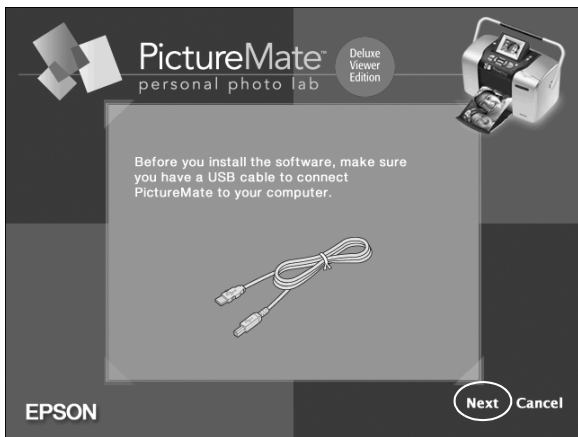 PictureMate™
personal photo lab
Deluxe
Viewer
Edition
Before you install the software, make sure
you have a USB cable to connect
PictureMate to your computer.
EPSON
Next Cancel